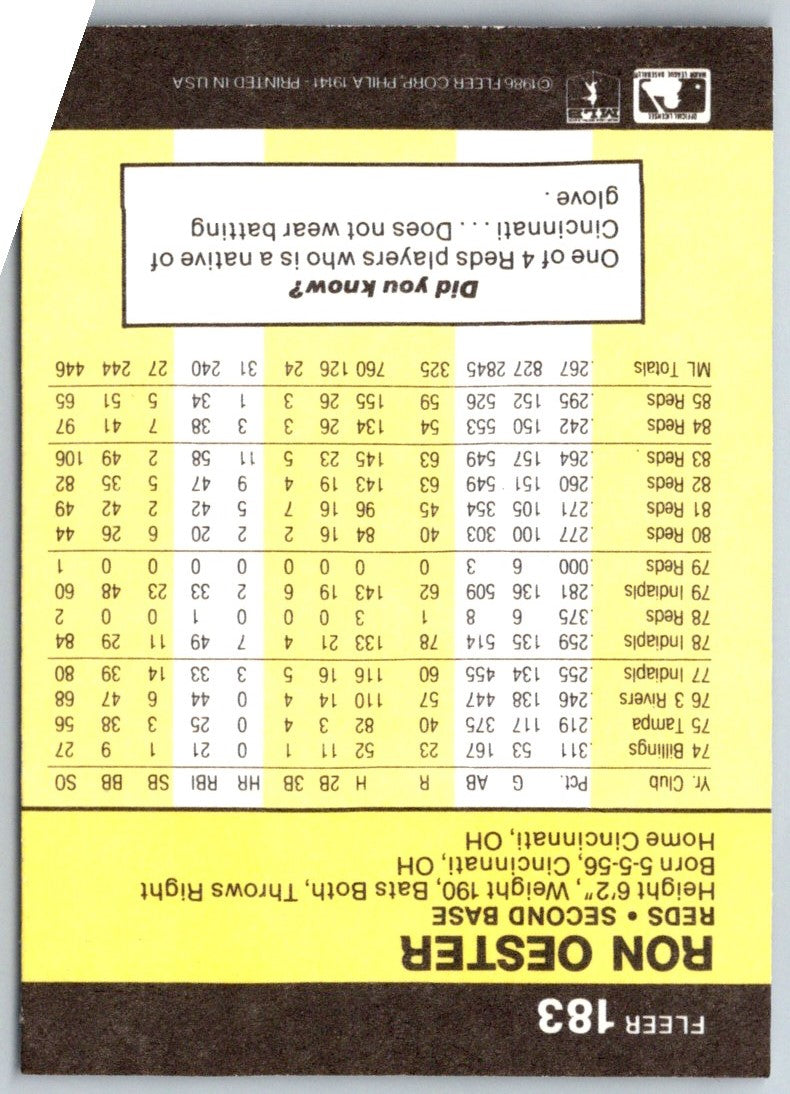 FLEER 183
RON OESTER
REDS • SECOND BASE
Height 6'2", Weight 190, Bats Both, Throws Right
Born 5-5-56, Cincinnati, OH
Home Cincinnati, OH
Yr. Club Pct. G AB R H 2B 3B HR RBI SB BB SO
74 Billings .311 53 167 23 52 11 1 0 21 1 9 27
75 Tampa .219 117 375 40 82 3 4 0 25 3 38 56
76 3 Rivers .246 138 447 57 110 14 4 0 44 6 47 68
77 Indiapls .255 134 455 60 116 16 5 3 33 14 39 80
78 Indiapls .259 135 514 78 133 21 4 7 49 11 29 84
78 Reds .375 6 8 1 3 0 0 0 1 0 0 2
79 Indiapls .281 136 509 62 143 19 6 2 33 23 48 60
79 Reds .000 6 3 0 0 0 0 0 0 0 0 1
80 Reds .277 100 303 40 84 16 2 2 20 6 26 44
81 Reds .271 105 354 45 96 16 7 5 42 2 42 49
82 Reds .260 151 549 63 143 19 4 9 47 5 35 82
83 Reds .264 157 549 63 145 23 5 11 58 2 49 106
84 Reds .242 150 553 54 134 26 3 3 38 7 41 97
85 Reds .295 152 526 59 155 26 3 1 34 5 51 65
ML Totals .267 827 2845 325 760 126 24 31 240 27 244 446
Did you know?
One of 4 Reds players who is a native of
Cincinnati . . . Does not wear batting
glove .
OFFICIAL LICENSEE
MAJOR LEAGUE BASEBALL
MLB
©1986 FLEER CORP, PHILA 19141 - PRINTED IN USA